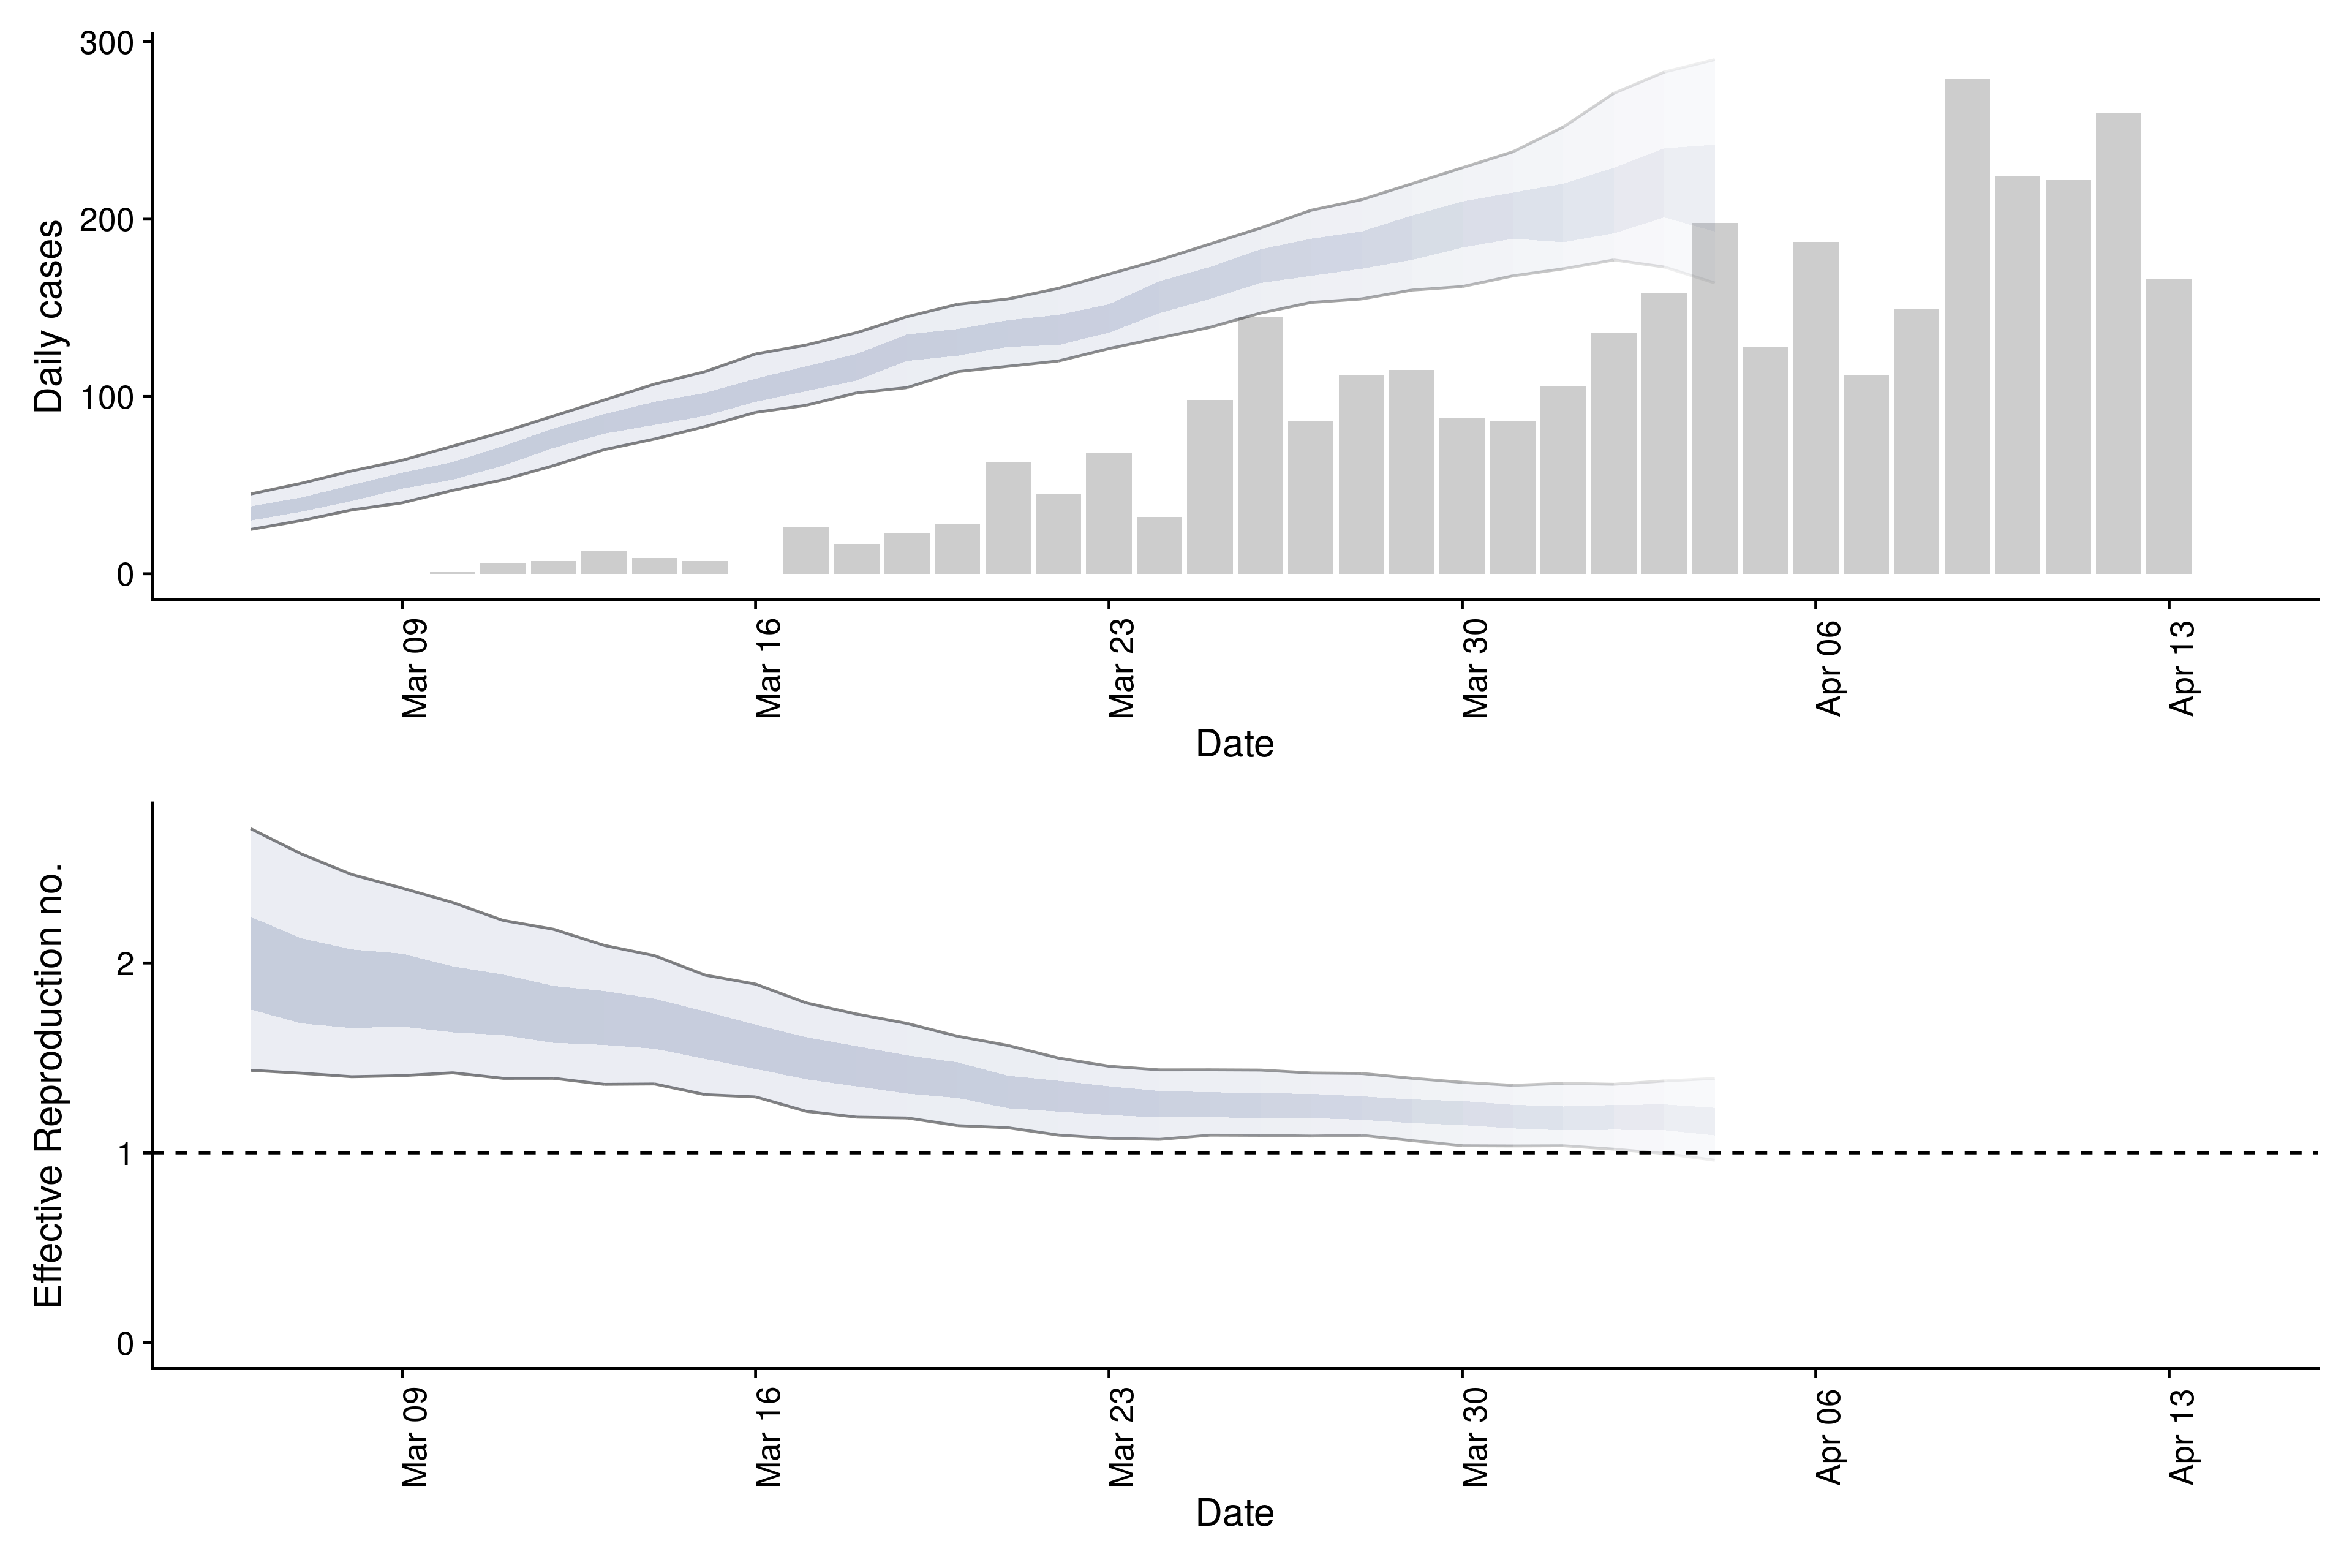 Daily cases
300
200
100
0
Mar 09
Mar 16
Mar 23
Mar 30
Apr 06
Apr 13
Date
Effective Reproduction no.
2
1
0
Mar 09
Mar 16
Mar 23
Mar 30
Apr 06
Apr 13
Date